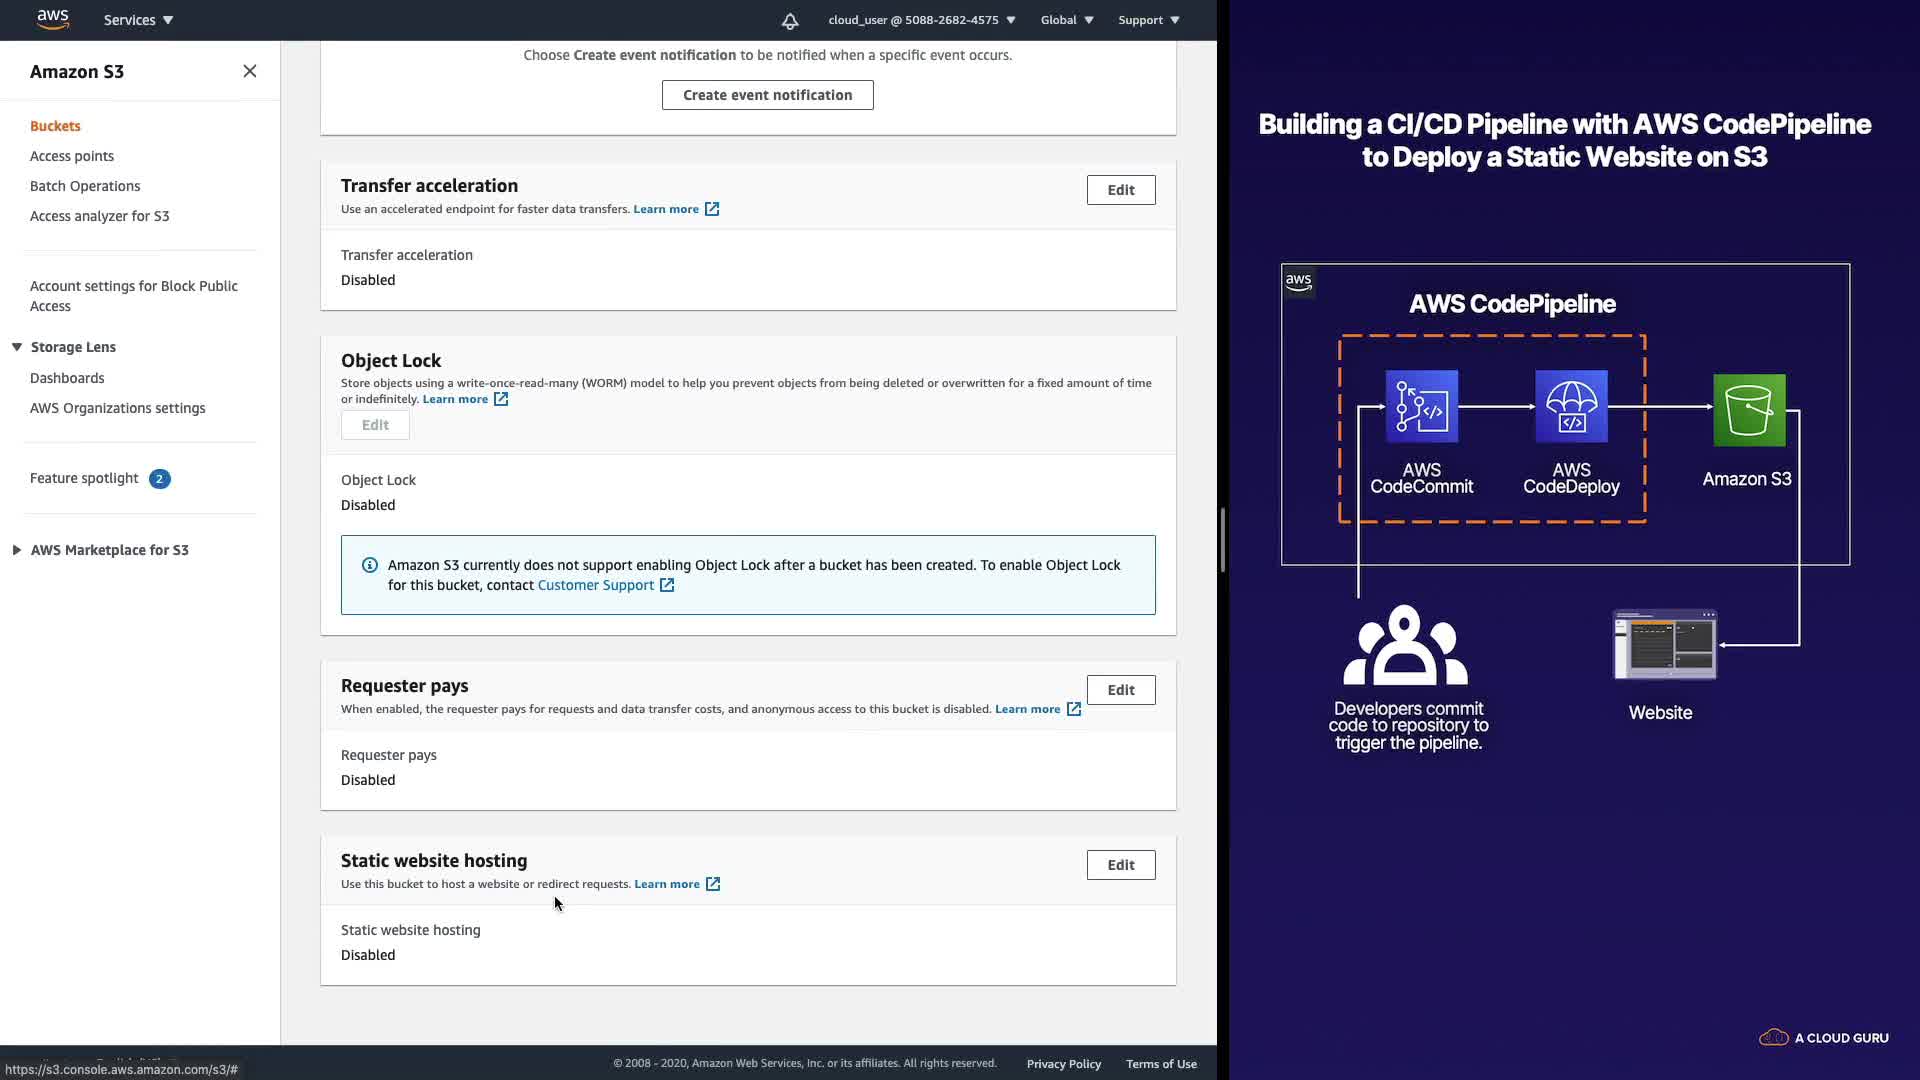 aws
Services
cloud_user @ 5088-2682-4575
Global
Support
Amazon S3
Buckets
Access points
Batch Operations
Access analyzer for S3
Account settings for Block Public
Access
Storage Lens
Dashboards
AWS Organizations settings
Feature spotlight 2
AWS Marketplace for S3
https://s3.console.aws.amazon.com/s3/#
Choose Create event notification to be notified when a specific event occurs.
Create event notification
Transfer acceleration
Edit
Use an accelerated endpoint for faster data transfers. Learn more
Transfer acceleration
Disabled
Object Lock
Store objects using a write-once-read-many (WORM) model to help you prevent objects from being deleted or overwritten for a fixed amount of time
or indefinitely. Learn more
Edit
Object Lock
Disabled
Amazon S3 currently does not support enabling Object Lock after a bucket has been created. To enable Object Lock
for this bucket, contact Customer Support
Requester pays
Edit
When enabled, the requester pays for requests and data transfer costs, and anonymous access to this bucket is disabled. Learn more
Requester pays
Disabled
Static website hosting
Edit
Use this bucket to host a website or redirect requests. Learn more
Static website hosting
Disabled
© 2008 - 2020, Amazon Web Services, Inc. or its affiliates. All rights reserved.
Privacy Policy
Terms of Use
Building a CI/CD Pipeline with AWS CodePipeline
to Deploy a Static Website on S3
aws
AWS CodePipeline
AWS
CodeCommit
AWS
CodeDeploy
Amazon S3
Developers commit
code to repository to
trigger the pipeline.
Website
A CLOUD GURU